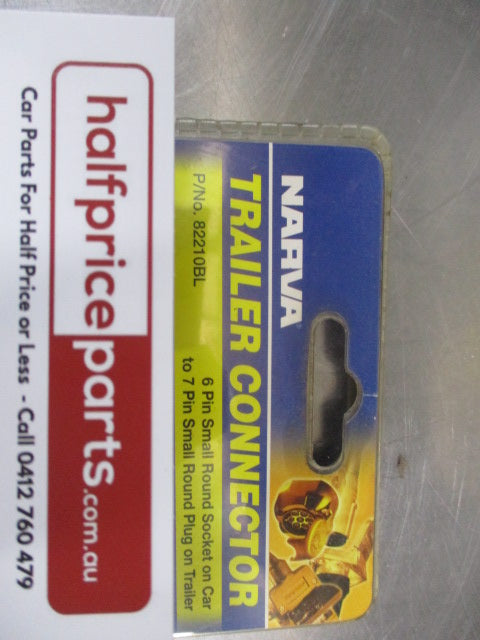 NARVA
TRAILER CONNECTOR
P/No. 82210BL
6 Pin Small Round Socket on Car
to 7 Pin Small Round Plug on Trailer
halfpriceparts.com.au
Car Parts For Half Price or Less - Call 0412 760 479